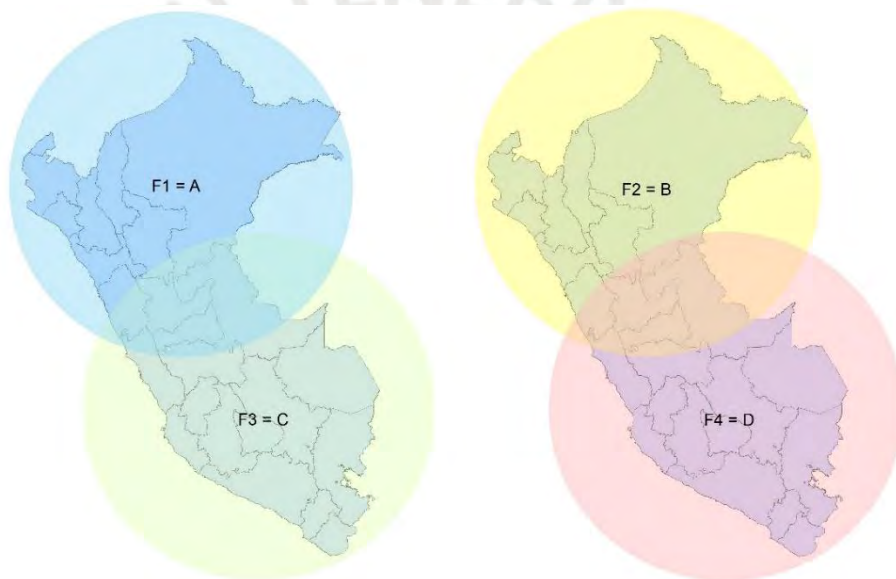 F1 = A
F2 = B
F3 = C
F4 = D